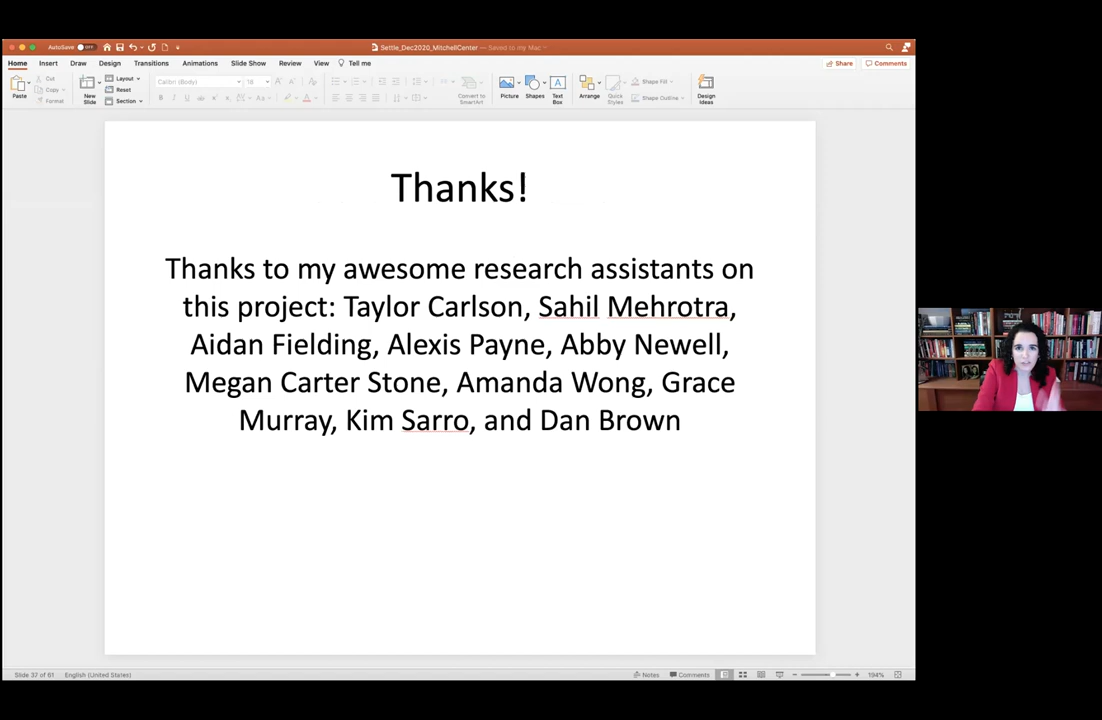 AutoSave OFF
Settle_Dec2020_MitchellCenter — Saved to my Mac
Home Insert Draw Design Transitions Animations Slide Show Review View Tell me
Share Comments
Paste
Cut
Copy
Format
New Slide
Layout
Reset
Section
Calibri (Body) 18
Convert to SmartArt
Picture
Shapes
Text Box
Arrange
Quick Styles
Shape Fill
Shape Outline
Design Ideas
Thanks!
Thanks to my awesome research assistants on
this project: Taylor Carlson, Sahil Mehrotra,
Aidan Fielding, Alexis Payne, Abby Newell,
Megan Carter Stone, Amanda Wong, Grace
Murray, Kim Sarro, and Dan Brown
Slide 37 of 61 English (United States)
Notes Comments 194%